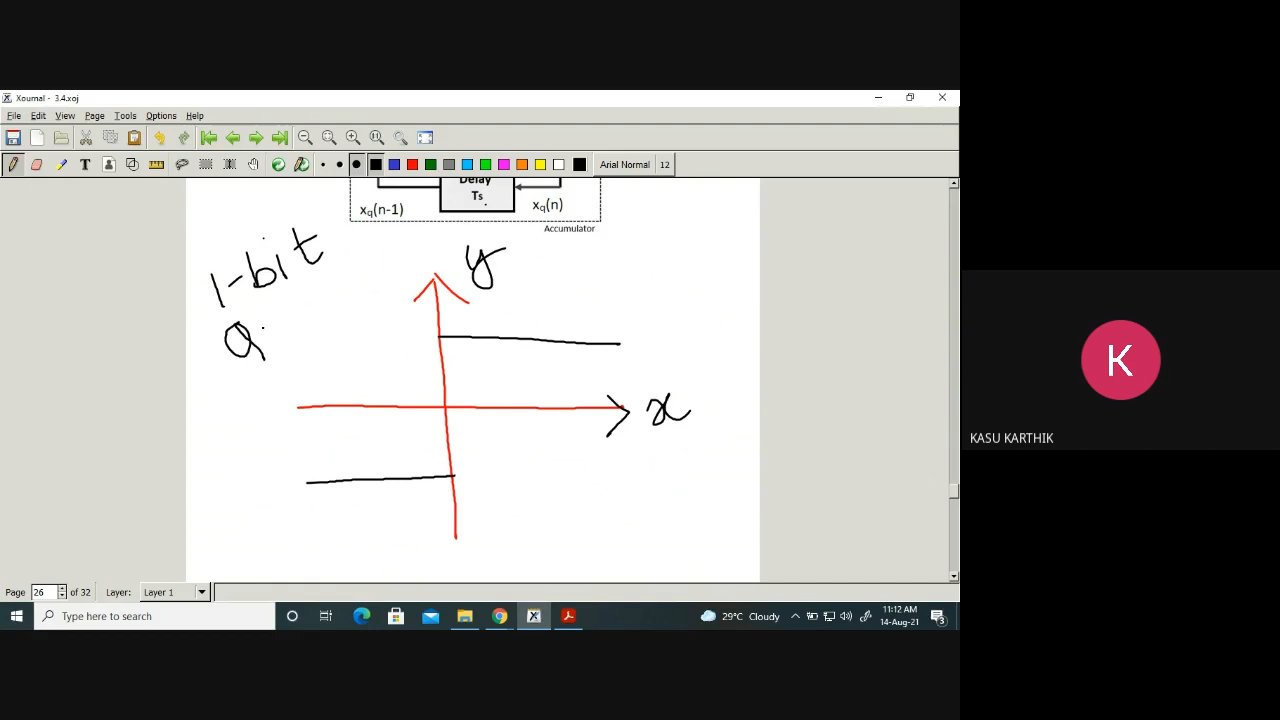 Xournal - 3.4.xoj
File Edit View Page Tools Options Help
Arial Normal 12
Delay
Ts
xq(n-1)
xq(n)
Accumulator
1-bit
Q
y
x
KASU KARTHIK
K
Page 26 of 32 Layer: Layer 1
Type here to search
29°C Cloudy
11:12 AM
14-Aug-21
3